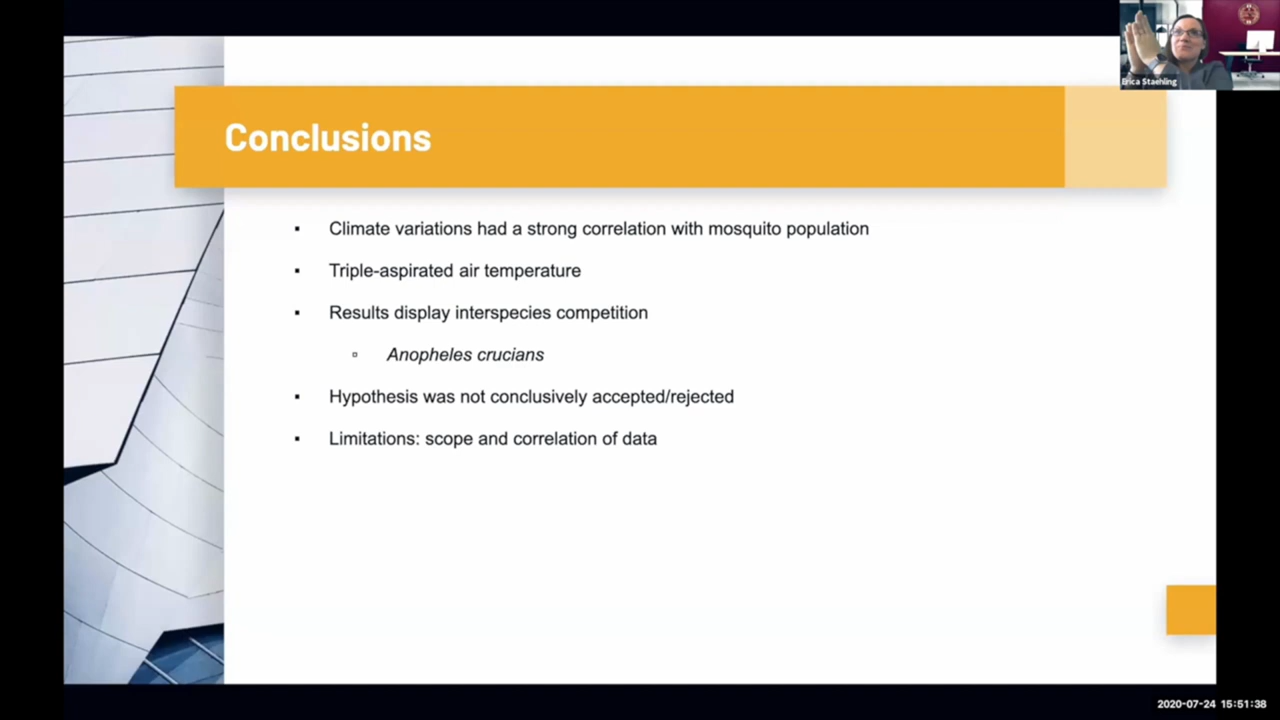 Erica Staehling
Conclusions
▪ Climate variations had a strong correlation with mosquito population
▪ Triple-aspirated air temperature
▪ Results display interspecies competition
▫ Anopheles crucians
▪ Hypothesis was not conclusively accepted/rejected
▪ Limitations: scope and correlation of data
2020-07-24 15:51:38